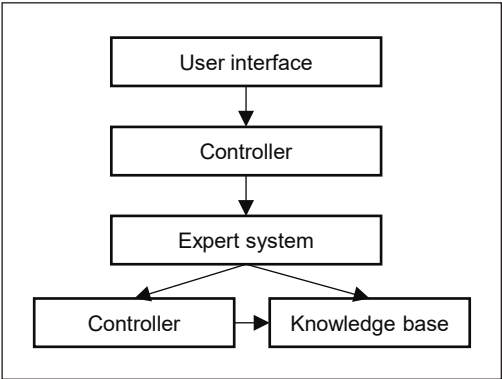 User interface
Controller
Expert system
Controller
Knowledge base